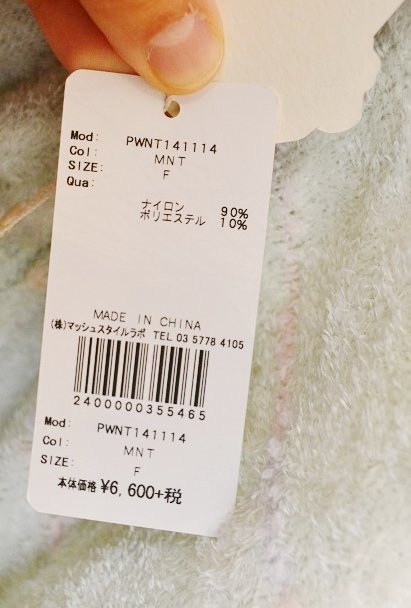 Mod: PWNT141114
Col: MNT
SIZE: F
Qua:
ナイロン 90%
ポリエステル 10%
MADE IN CHINA
(株)マッシュスタイルラボ TEL 03 5778 4105
2400000355465
Mod: PWNT141114
Col: MNT
SIZE: F
本体価格 ¥6,600+税